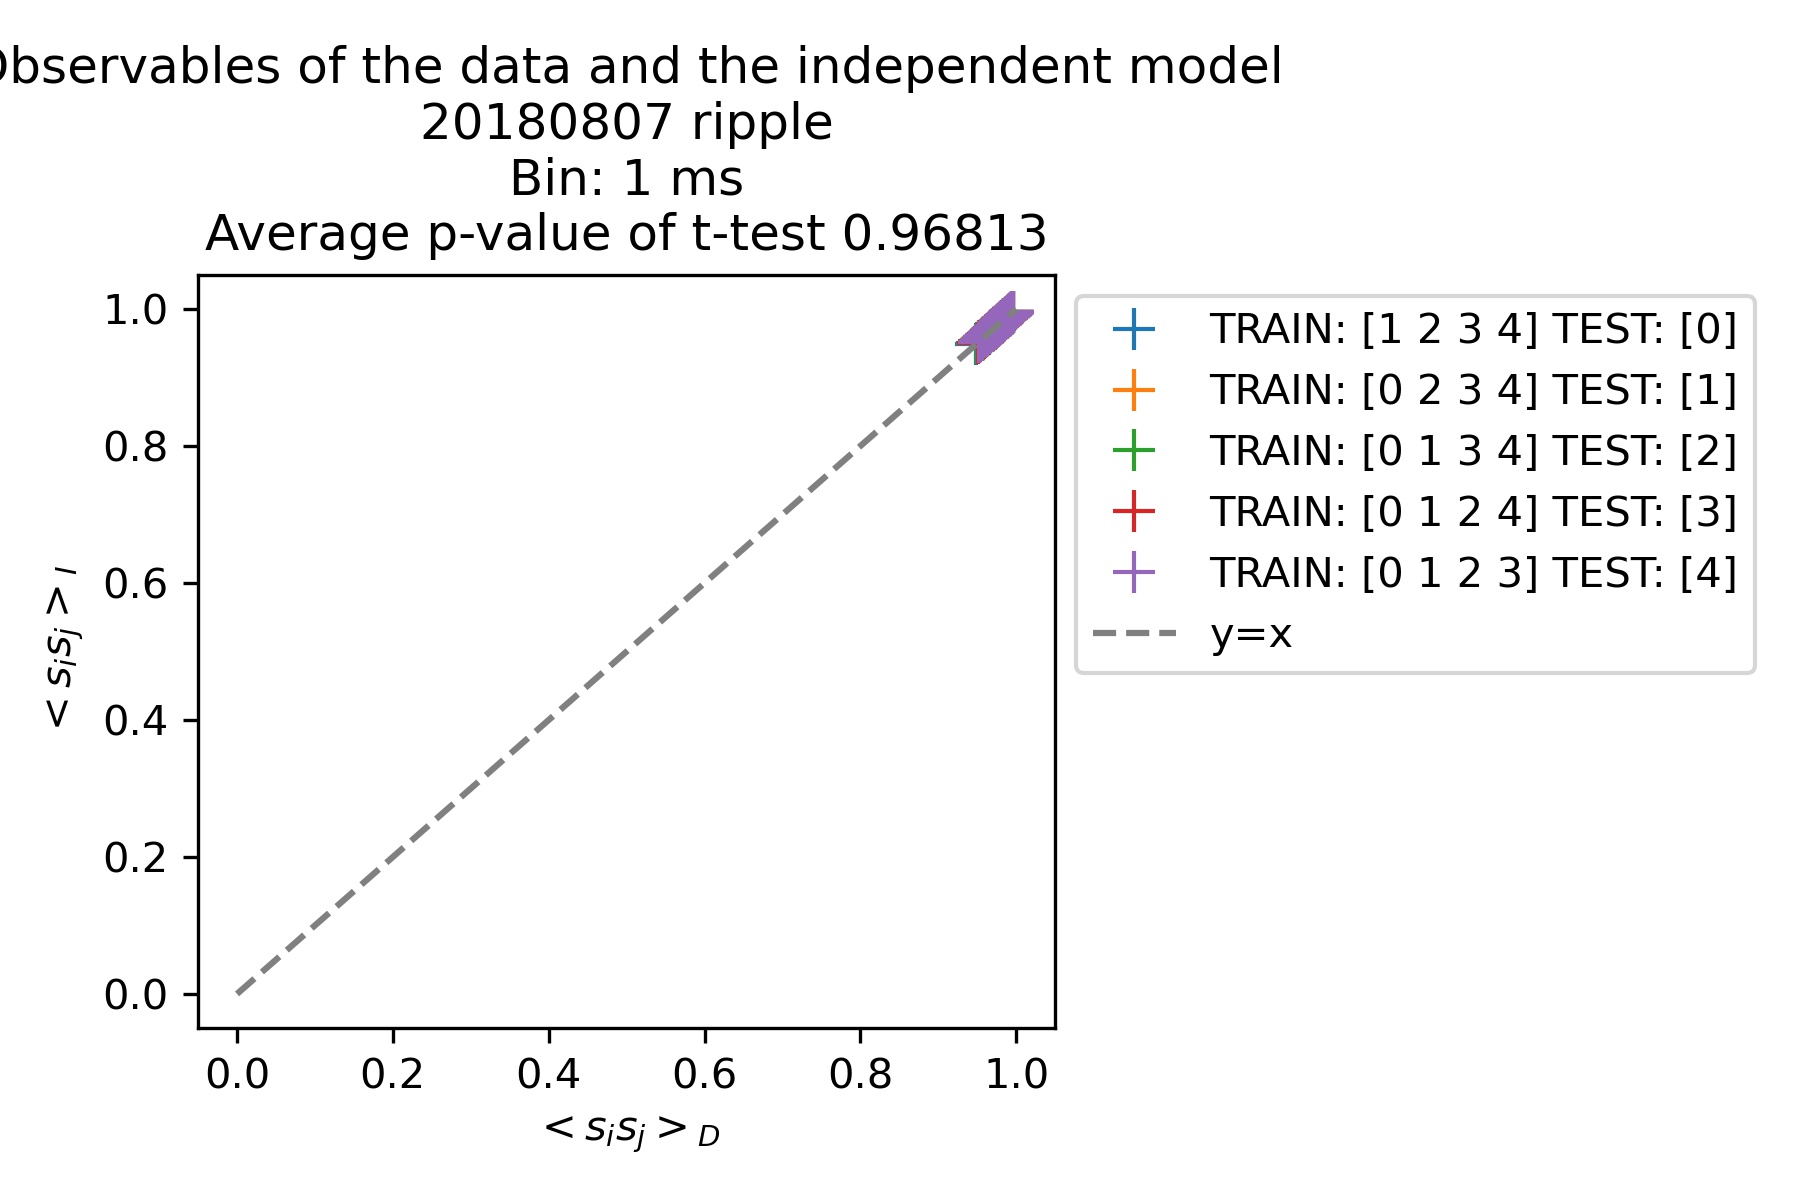 Observables of the data and the independent model
20180807 ripple
Bin: 1 ms
Average p-value of t-test 0.96813
1.0
0.8
0.6
0.4
0.2
0.0
<s_i s_j>_I
0.0 0.2 0.4 0.6 0.8 1.0
<s_i s_j>_D
TRAIN: [1 2 3 4] TEST: [0]
TRAIN: [0 2 3 4] TEST: [1]
TRAIN: [0 1 3 4] TEST: [2]
TRAIN: [0 1 2 4] TEST: [3]
TRAIN: [0 1 2 3] TEST: [4]
y=x